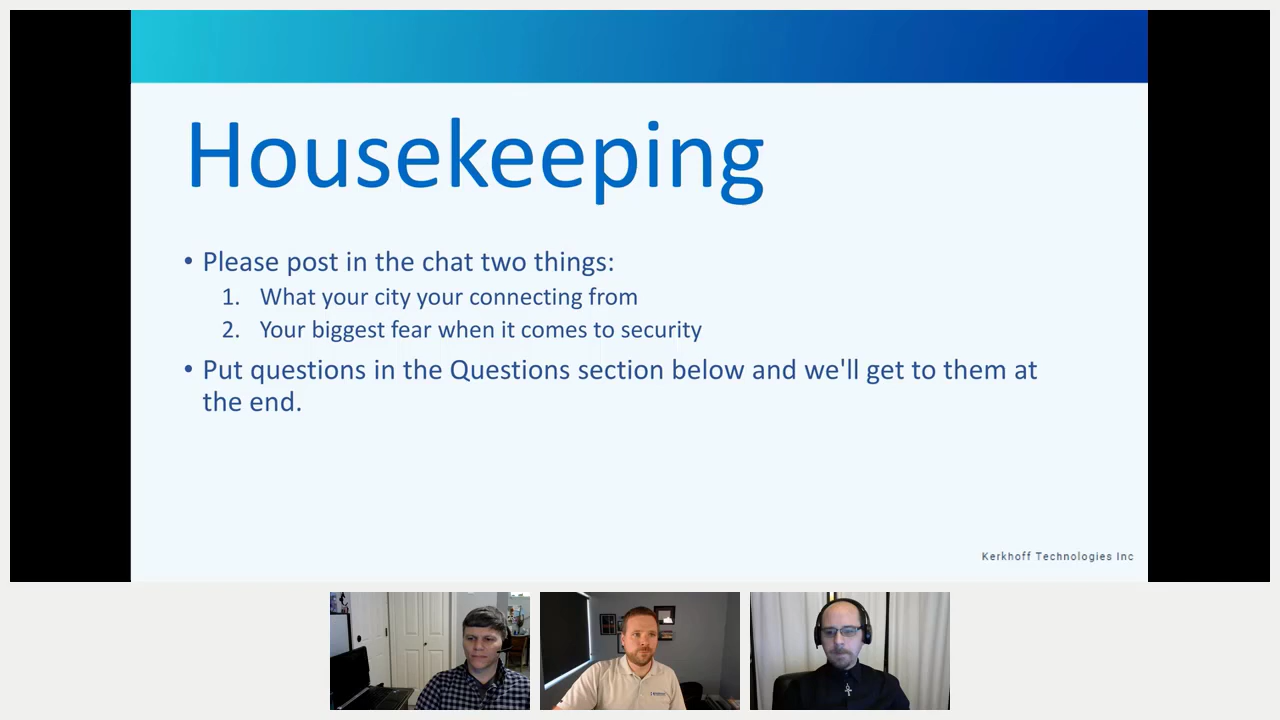 Housekeeping
• Please post in the chat two things:
1. What your city your connecting from
2. Your biggest fear when it comes to security
• Put questions in the Questions section below and we'll get to them at
the end.
Kerkhoff Technologies Inc